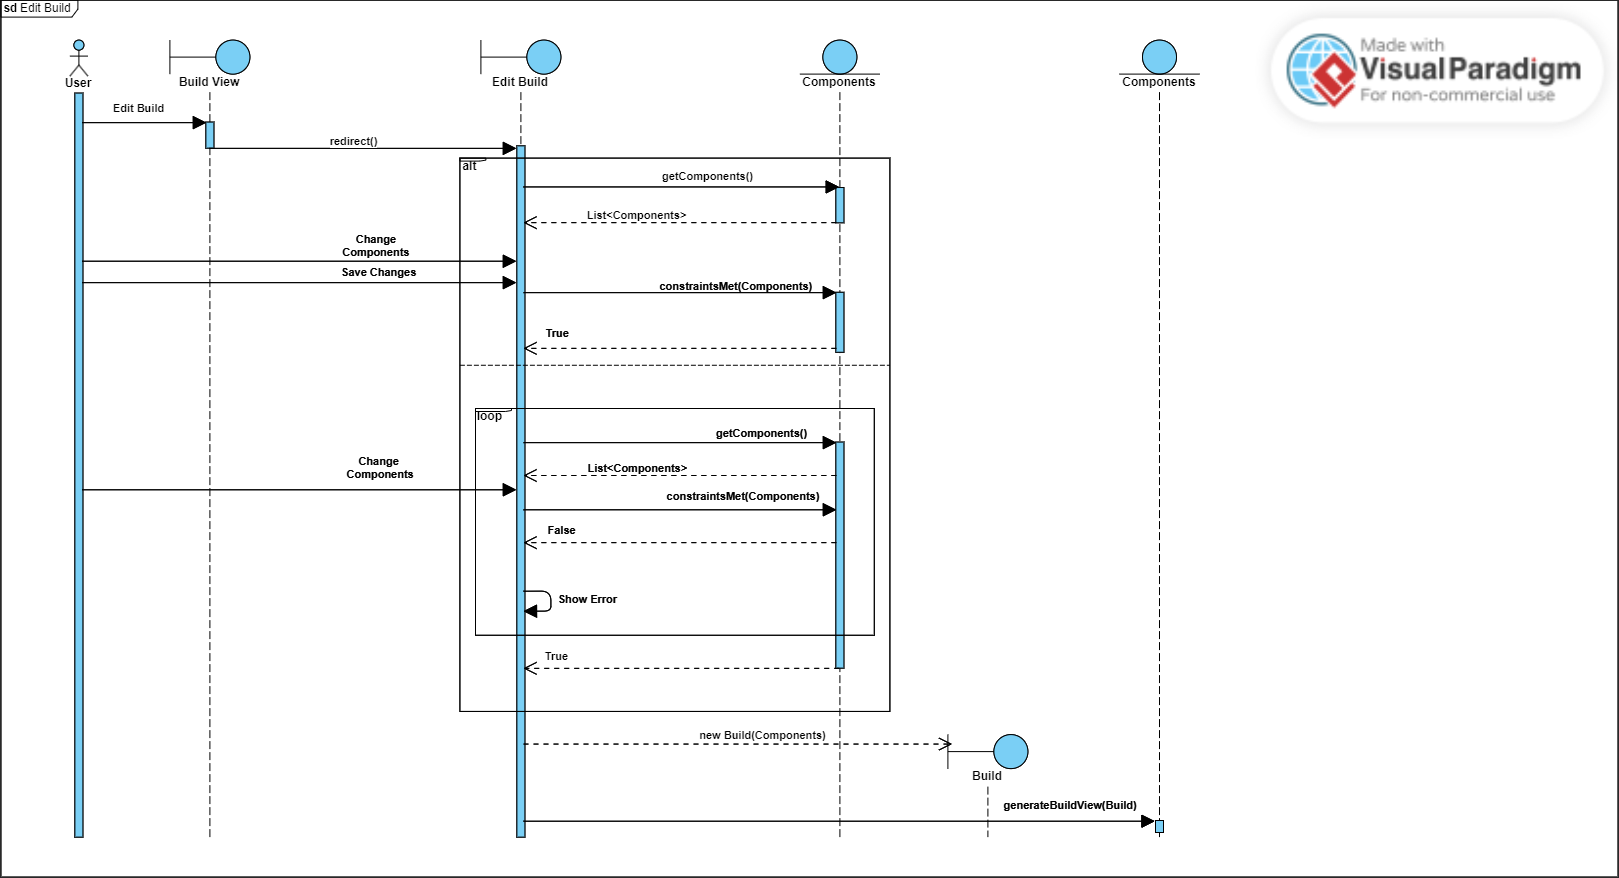 sd Edit Build
Made with
Visual Paradigm
For non-commercial use
User
Build View
Edit Build
Components
Components
Edit Build
redirect()
alt
getComponents()
List<Components>
Change
Components
Save Changes
constraintsMet(Components)
True
loop
getComponents()
Change
Components
List<Components>
constraintsMet(Components)
False
Show Error
True
new Build(Components)
Build
generateBuildView(Build)